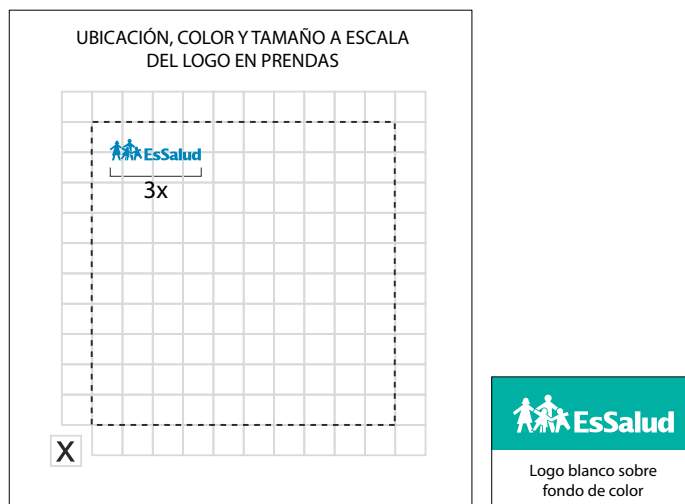 UBICACIÓN, COLOR Y TAMAÑO A ESCALA
DEL LOGO EN PRENDAS
EsSalud
3x
X
EsSalud
Logo blanco sobre
fondo de color